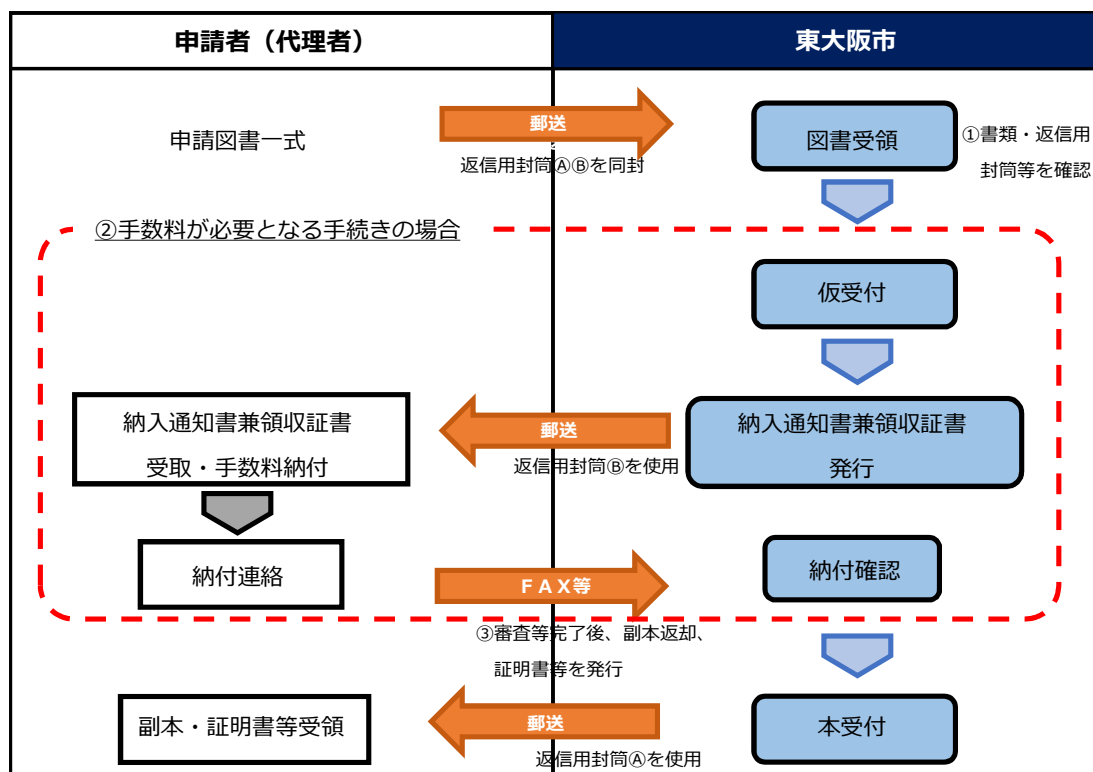 申請者（代理者）
東大阪市
申請図書一式
郵送
返信用封筒ⒶⒷを同封
図書受領
①書類・返信用
封筒等を確認
②手数料が必要となる手続きの場合
仮受付
納入通知書兼領収証書
受取・手数料納付
郵送
返信用封筒Ⓑを使用
納入通知書兼領収証書
発行
納付連絡
ＦＡＸ等
納付確認
③審査等完了後、副本返却、
証明書等を発行
副本・証明書等受領
郵送
返信用封筒Ⓐを使用
本受付